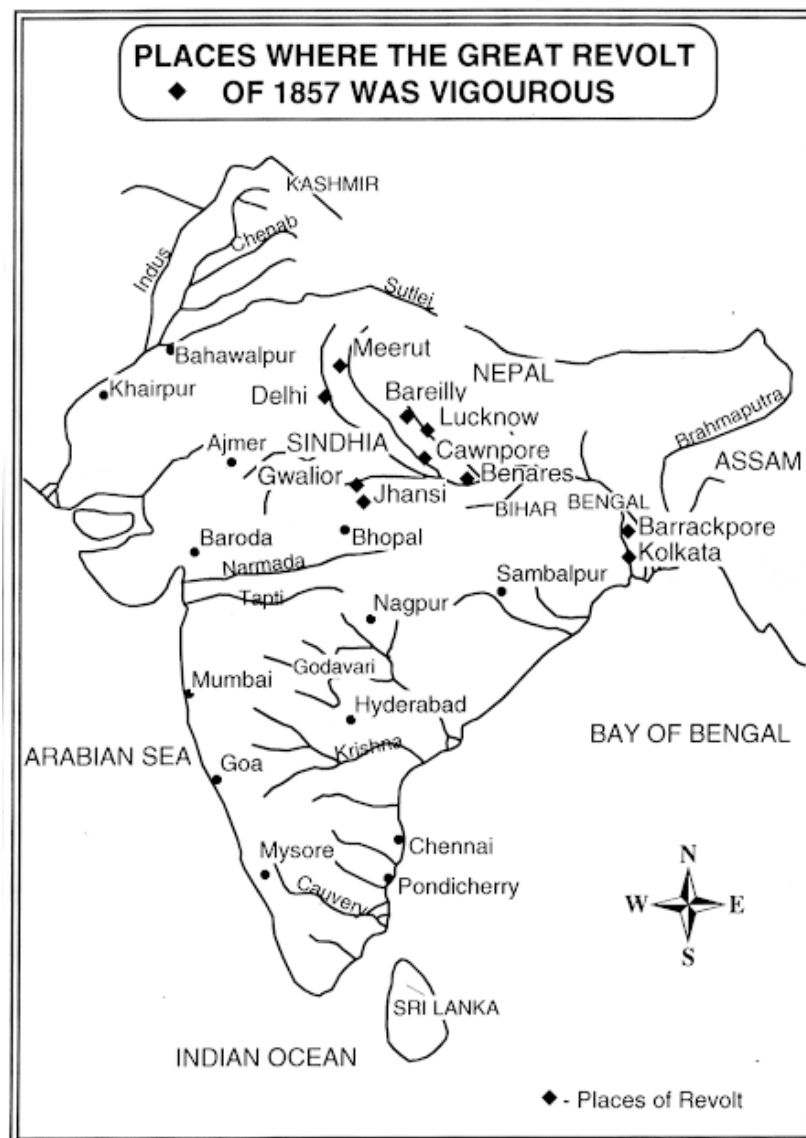 PLACES WHERE THE GREAT REVOLT
◆ OF 1857 WAS VIGOUROUS
KASHMIR
Chenab
Indus
Sutlej
Bahawalpur
Meerut
NEPAL
Khairpur
Delhi
Bareilly
Lucknow
Brahmaputra
Ajmer
SINDHIA
Cawnpore
ASSAM
Gwalior
Benares
Jhansi
BIHAR
BENGAL
Baroda
Bhopal
Barrackpore
Kolkata
Narmada
Sambalpur
Tapti
Nagpur
Godavari
Mumbai
Hyderabad
BAY OF BENGAL
Krishna
ARABIAN SEA
Goa
Chennai
Mysore
Pondicherry
Cauvery
N
W
E
S
SRI LANKA
INDIAN OCEAN
◆ - Places of Revolt